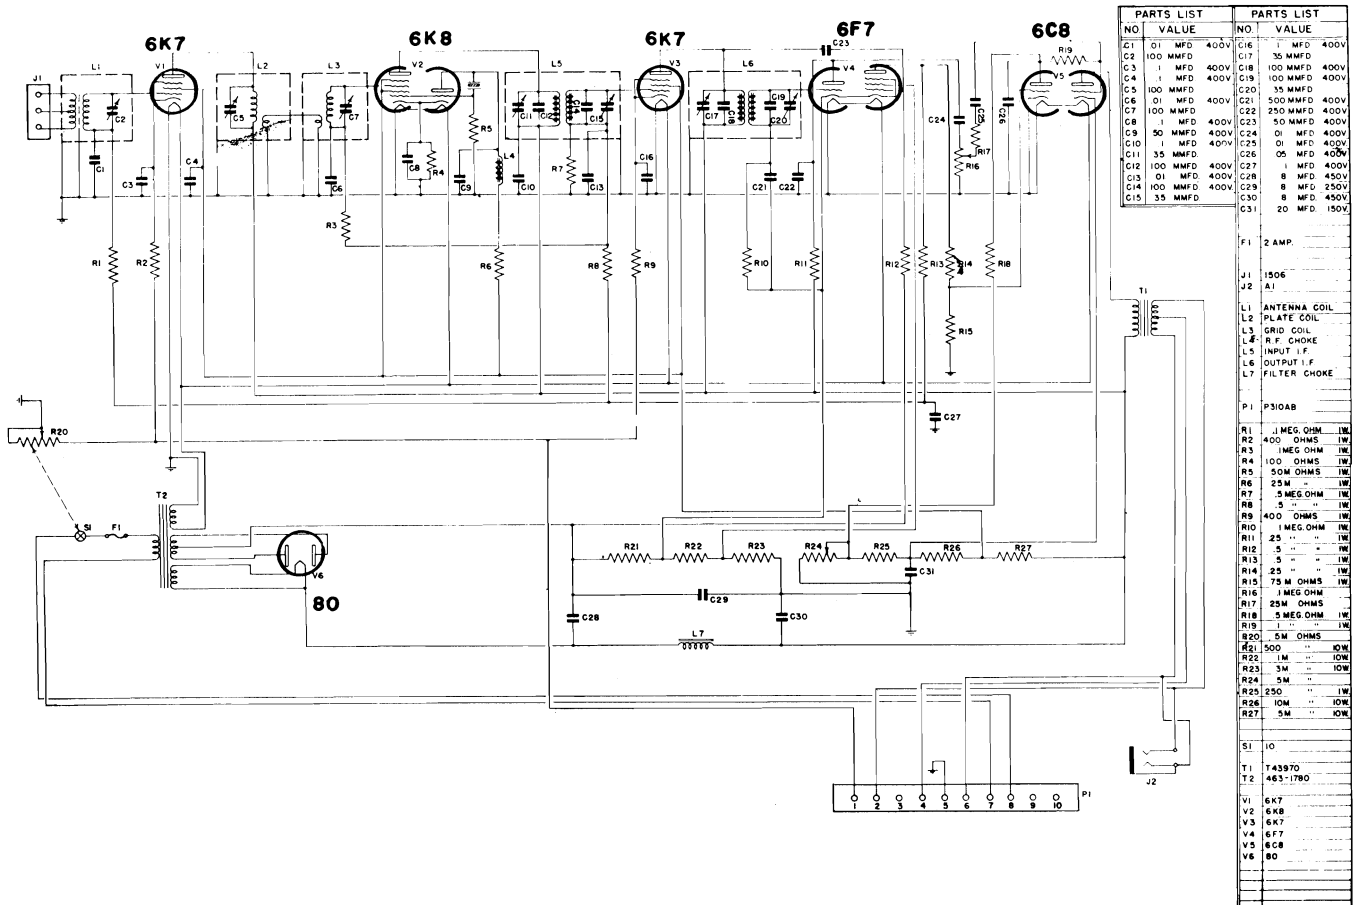 6K7
6K8
6K7
6F7
6C8
J1
L1
V1
C2
C1
C3
C4
R1
R2
L2
C5
L3
C7
C6
R3
V2
C8
R4
R5
C9
L4
R6
L5
C11
C12
C14
C15
R7
C10
C13
R8
R9
V3
C16
L6
C17
C18
C19
C20
C21
C22
R10
R11
C23
V4
R12
R13
R14
R15
C24
C25
C26
R16
R17
R18
R19
V5
C27
T1
R20
S1
F1
T2
V6
80
R21
R22
R23
R24
R25
R26
R27
C31
C29
C28
C30
L7
P1
1 2 3 4 5 6 7 8 9 10
J2
PARTS LIST
NO. VALUE
C1 .01 MFD 400V
C2 100 MMFD
C3 .1 MFD 400V
C4 .1 MFD 400V
C5 100 MMFD
C6 .01 MFD 400V
C7 100 MMFD
C8 .1 MFD 400V
C9 50 MMFD 400V
C10 .1 MFD 400V
C11 35 MMFD
C12 100 MMFD 400V
C13 .01 MFD 400V
C14 100 MMFD 400V
C15 35 MMFD
PARTS LIST
NO. VALUE
C16 .1 MFD 400V
C17 35 MMFD
C18 100 MMFD 400V
C19 100 MMFD 400V
C20 35 MMFD
C21 500 MMFD 400V
C22 250 MMFD 400V
C23 50 MMFD 400V
C24 .01 MFD 400V
C25 .01 MFD 400V
C26 .05 MFD 400V
C27 .1 MFD 400V
C28 8 MFD 450V
C29 8 MFD 250V
C30 8 MFD 450V
C31 20 MFD 150V
F1 2 AMP.
J1 1506
J2 A1
L1 ANTENNA COIL
L2 PLATE COIL
L3 GRID COIL
L4 R.F. CHOKE
L5 INPUT I.F.
L6 OUTPUT I.F.
L7 FILTER CHOKE
P1 P310AB
R1 .1 MEG. OHM 1W.
R2 400 OHMS 1W.
R3 .1MEG OHM 1W.
R4 100 OHMS 1W.
R5 50M OHMS 1W.
R6 25M " 1W.
R7 .5 MEG. OHM 1W.
R8 .5 " " 1W.
R9 400 OHMS 1W.
R10 .1 MEG. OHM 1W.
R11 .25 " " 1W.
R12 .5 " " 1W.
R13 .5 " " 1W.
R14 .25 " " 1W.
R15 75 M OHMS 1W.
R16 .1 MEG OHM
R17 25M OHMS
R18 .5 MEG. OHM 1W.
R19 .1 " " 1W.
R20 .5M OHMS
R21 500 " 10W.
R22 1M " 10W.
R23 3M " 10W.
R24 5M "
R25 250 " 1W.
R26 10M " 10W.
R27 5M " 10W.
S1 10
T1 T43970
T2 463-1780
V1 6K7
V2 6K8
V3 6K7
V4 6F7
V5 6C8
V6 80